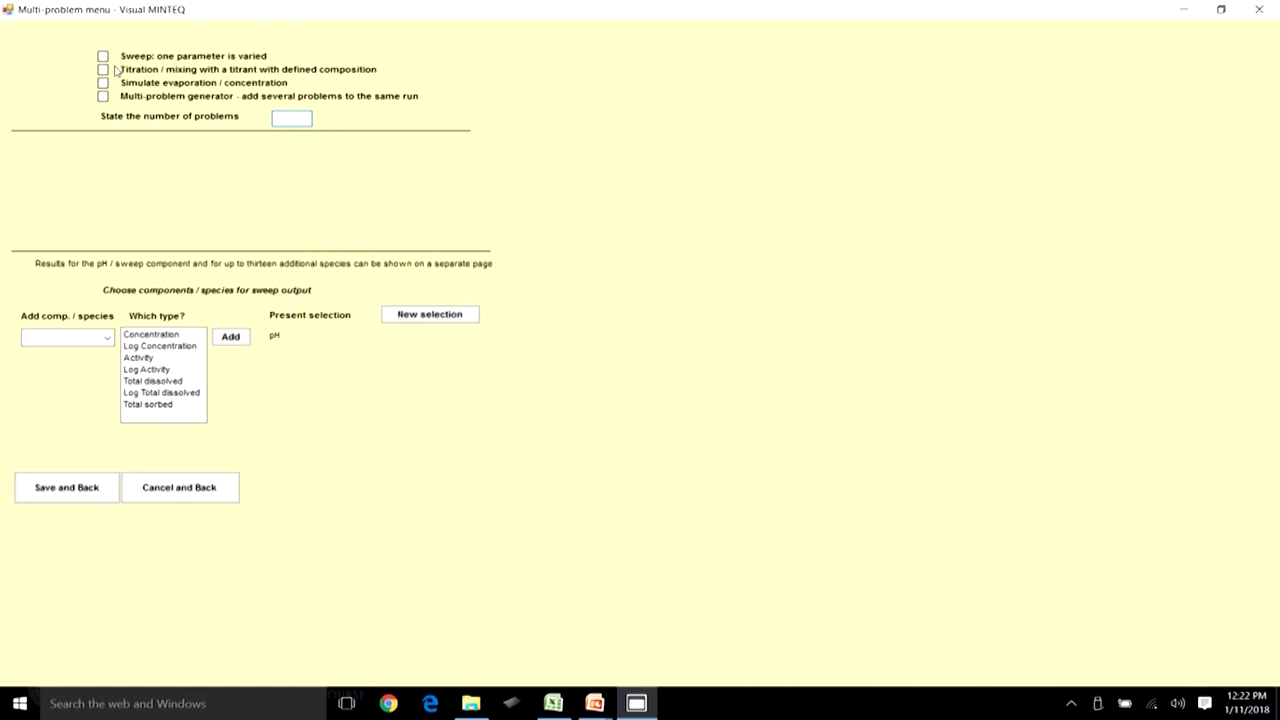 Multi-problem menu - Visual MINTEQ
Sweep: one parameter is varied
Titration / mixing with a titrant with defined composition
Simulate evaporation / concentration
Multi-problem generator - add several problems to the same run
State the number of problems
Results for the pH / sweep component and for up to thirteen additional species can be shown on a separate page
Choose components / species for sweep output
Add comp. / species Which type? Present selection New selection
Concentration
Log Concentration
Activity
Log Activity
Total dissolved
Log Total dissolved
Total sorbed
Add
pH
Save and Back Cancel and Back
Search the web and Windows
12:22 PM
1/11/2018